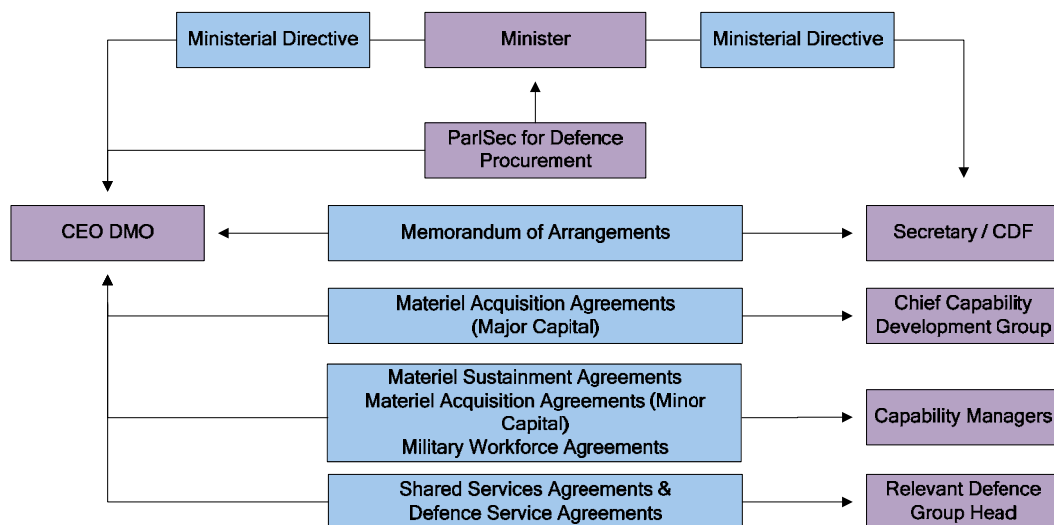 Ministerial Directive
Minister
Ministerial Directive
ParlSec for Defence
Procurement
CEO DMO
Memorandum of Arrangements
Secretary / CDF
Materiel Acquisition Agreements
(Major Capital)
Chief Capability
Development Group
Materiel Sustainment Agreements
Materiel Acquisition Agreements (Minor
Capital)
Military Workforce Agreements
Capability Managers
Shared Services Agreements &
Defence Service Agreements
Relevant Defence
Group Head